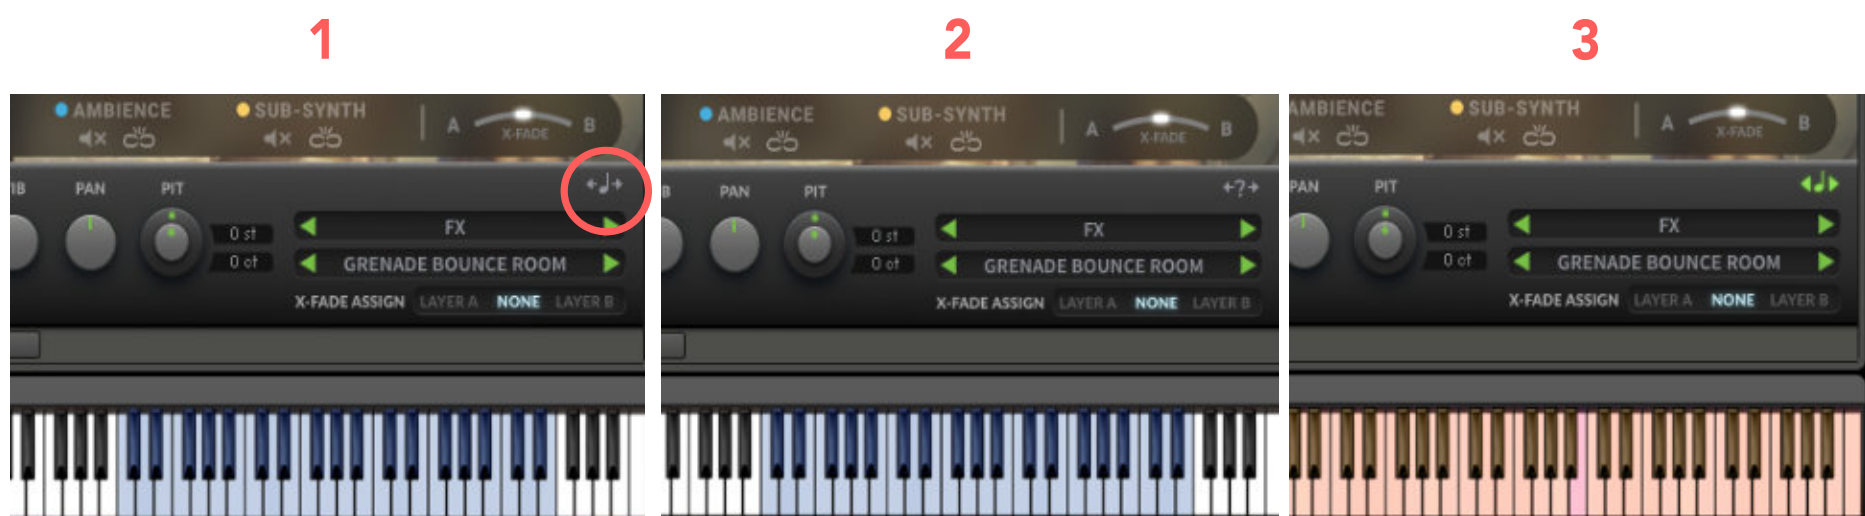 1
AMBIENCE
SUB-SYNTH
A
X-FADE
B
IB
PAN
PIT
0 st
0 ct
FX
GRENADE BOUNCE ROOM
X-FADE ASSIGN LAYER A NONE LAYER B
2
AMBIENCE
SUB-SYNTH
A
X-FADE
B
B
PAN
PIT
?
0 st
0 ct
FX
GRENADE BOUNCE ROOM
X-FADE ASSIGN LAYER A NONE LAYER B
3
AMBIENCE
SUB-SYNTH
A
X-FADE
B
PAN
PIT
0 st
0 ct
FX
GRENADE BOUNCE ROOM
X-FADE ASSIGN LAYER A NONE LAYER B